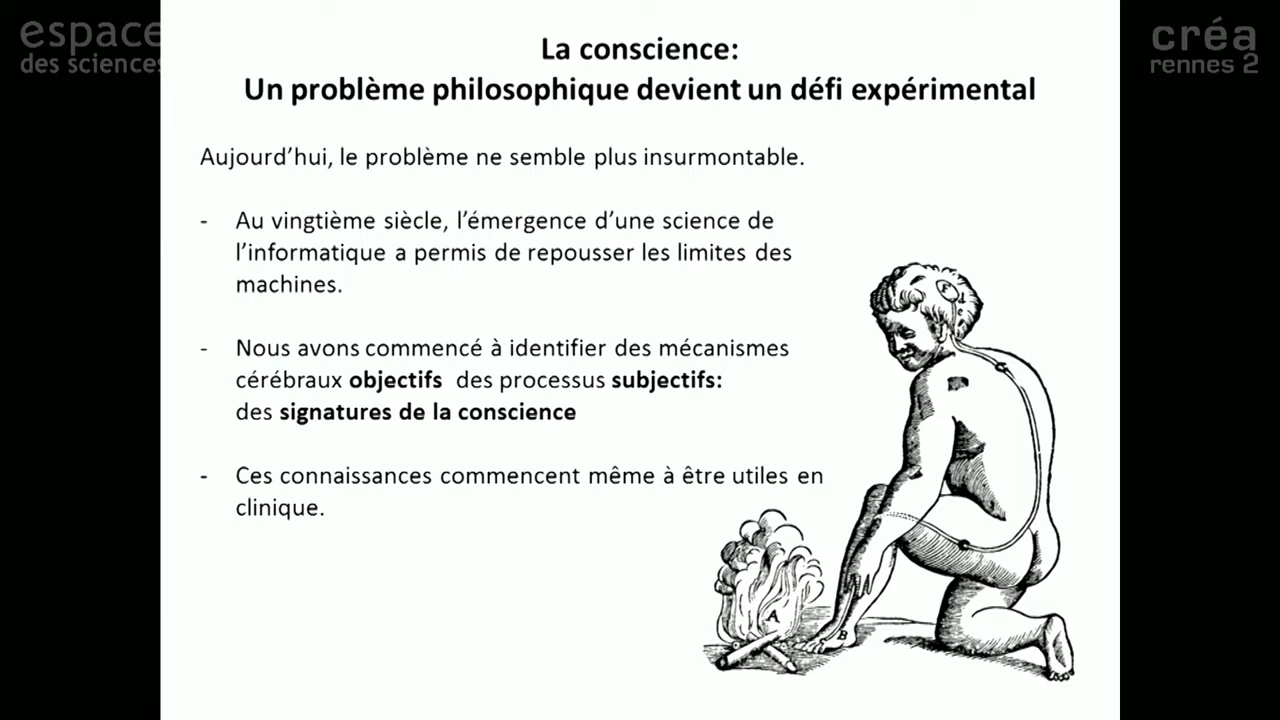 espace
des sciences
créa
rennes 2
La conscience:
Un problème philosophique devient un défi expérimental
Aujourd’hui, le problème ne semble plus insurmontable.
- Au vingtième siècle, l’émergence d’une science de
l’informatique a permis de repousser les limites des
machines.
- Nous avons commencé à identifier des mécanismes
cérébraux objectifs des processus subjectifs:
des signatures de la conscience
- Ces connaissances commencent même à être utiles en
clinique.
F
A
B